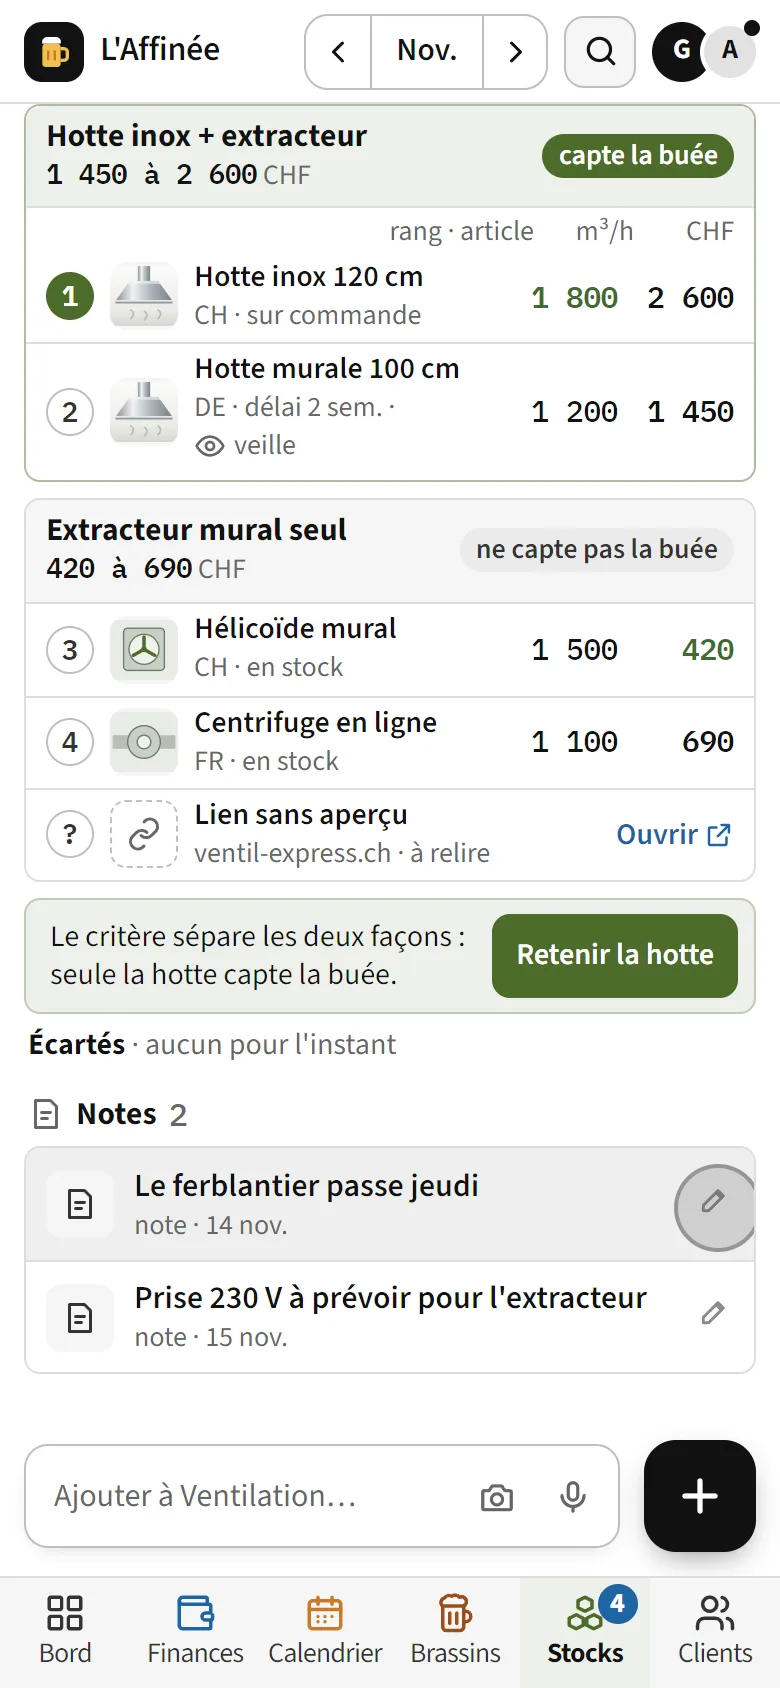 L'Affinée
Nov.
G
A
Hotte inox + extracteur
1 450 à 2 600 CHF
capte la buée
rang · article m³/h CHF
1
Hotte inox 120 cm
CH · sur commande
1 800 2 600
2
Hotte murale 100 cm
DE · délai 2 sem. ·
veille
1 200 1 450
Extracteur mural seul
420 à 690 CHF
ne capte pas la buée
3
Hélicoïde mural
CH · en stock
1 500 420
4
Centrifuge en ligne
FR · en stock
1 100 690
?
Lien sans aperçu
ventil-express.ch · à relire
Ouvrir
Le critère sépare les deux façons :
seule la hotte capte la buée.
Retenir la hotte
Écartés · aucun pour l'instant
Notes 2
Le ferblantier passe jeudi
note · 14 nov.
Prise 230 V à prévoir pour l'extracteur
note · 15 nov.
Ajouter à Ventilation…
4
Bord Finances Calendrier Brassins Stocks Clients